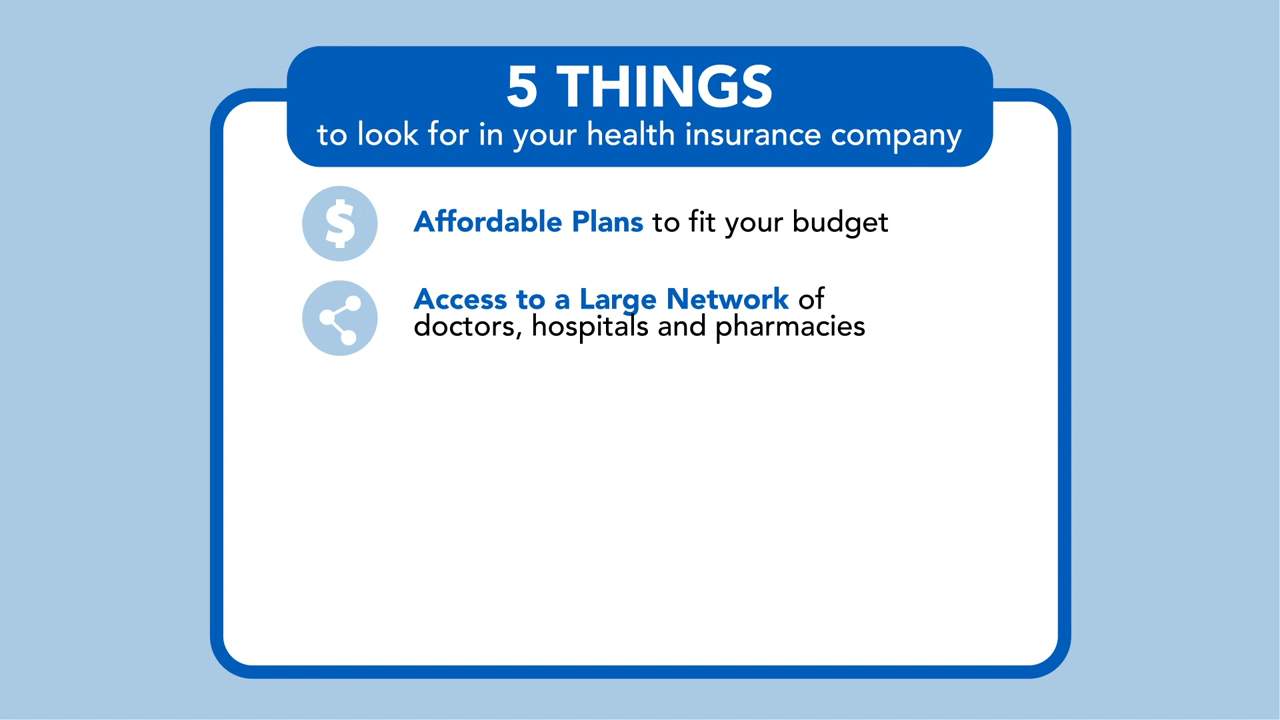 5 THINGS
to look for in your health insurance company
Affordable Plans to fit your budget
Access to a Large Network of
doctors, hospitals and pharmacies